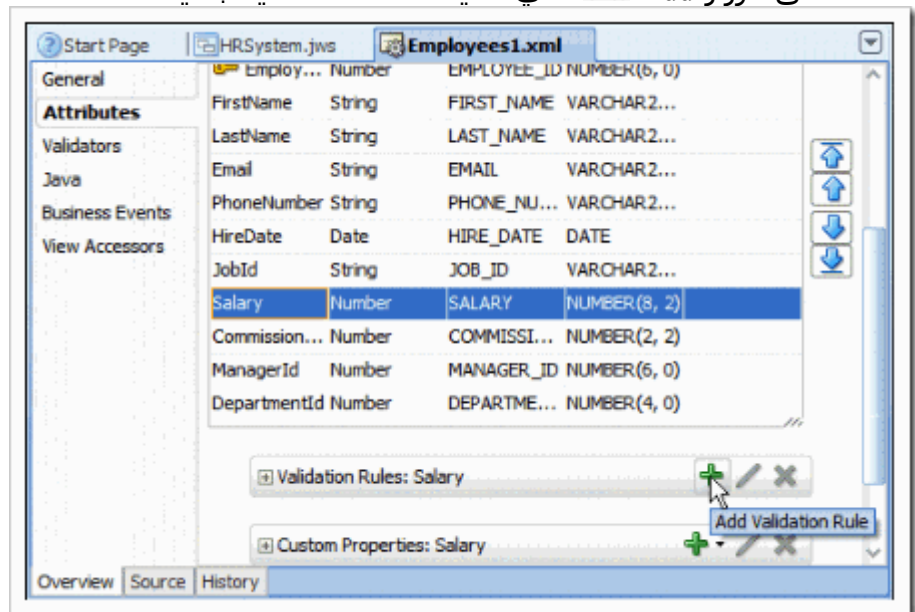 Start Page HRSystem.jws Employees1.xml
General
Attributes
Validators
Java
Business Events
View Accessors
Employ... Number EMPLOYEE_ID NUMBER(6, 0)
FirstName String FIRST_NAME VARCHAR2...
LastName String LAST_NAME VARCHAR2...
Email String EMAIL VARCHAR2...
PhoneNumber String PHONE_NU... VARCHAR2...
HireDate Date HIRE_DATE DATE
JobId String JOB_ID VARCHAR2...
Salary Number SALARY NUMBER(8, 2)
Commission... Number COMMISSI... NUMBER(2, 2)
ManagerId Number MANAGER_ID NUMBER(6, 0)
DepartmentId Number DEPARTME... NUMBER(4, 0)
Validation Rules: Salary
Add Validation Rule
Custom Properties: Salary
Overview Source History